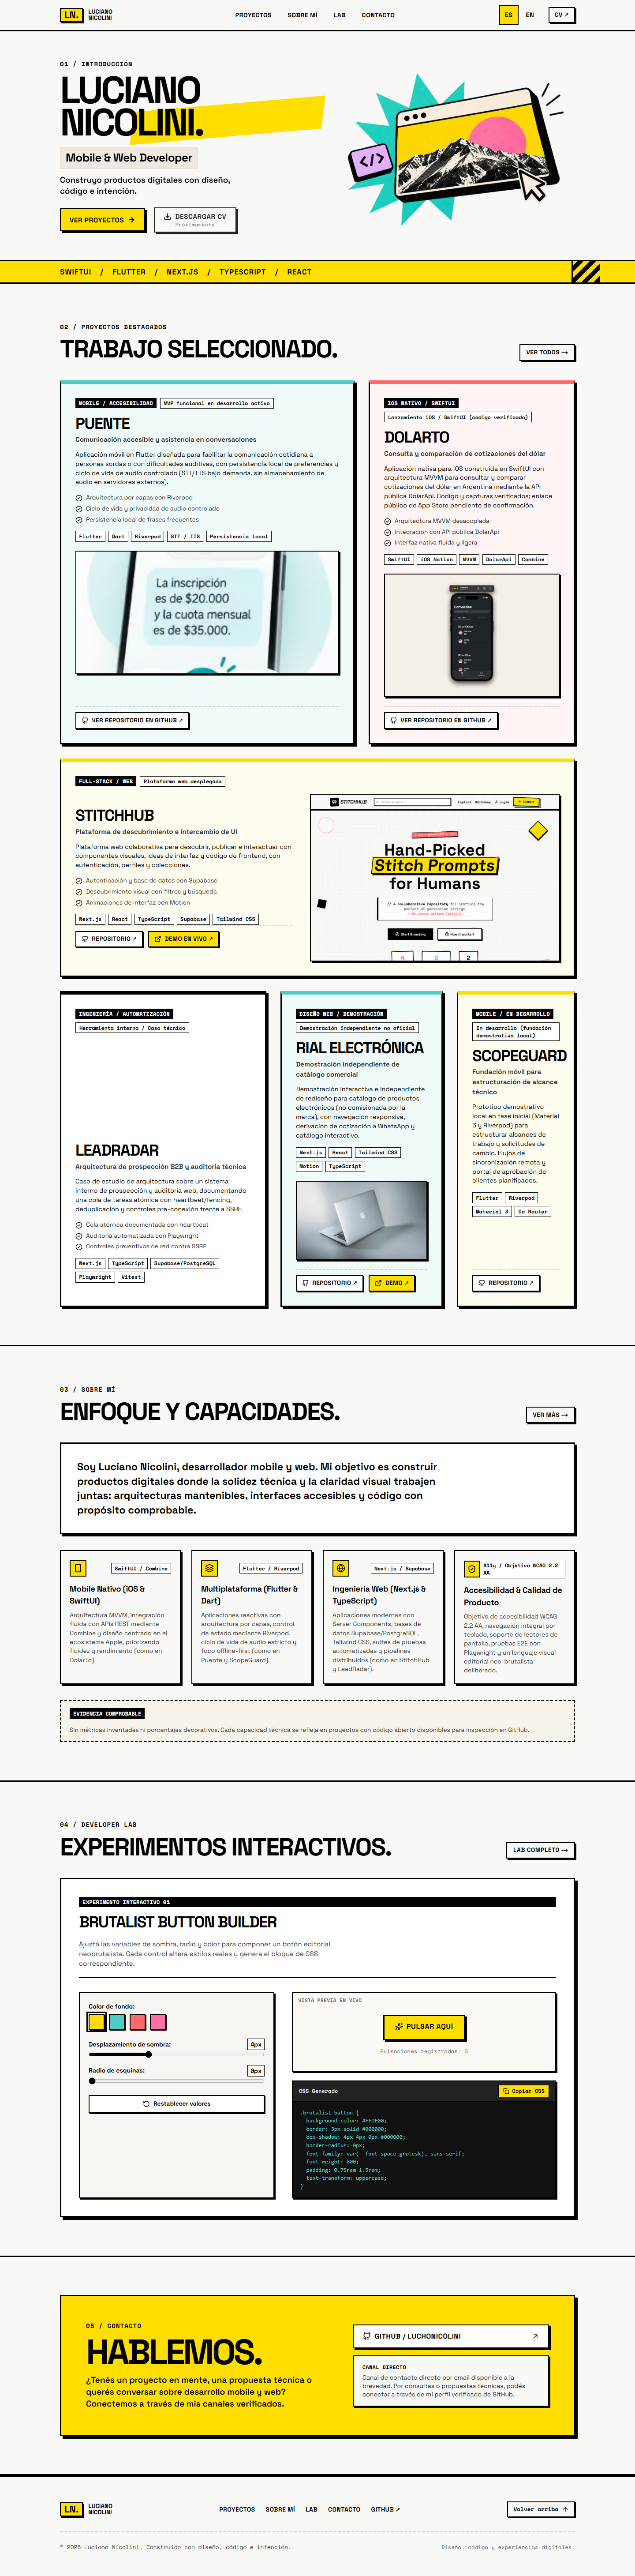 LN.
LUCIANO
NICOLINI
PROYECTOS
SOBRE MÍ
LAB
CONTACTO
ES
EN
CV ↗
01 / INTRODUCCIÓN
LUCIANO
NICOLINI.
Mobile & Web Developer
Construyo productos digitales con diseño,
código e intención.
VER PROYECTOS →
DESCARGAR CV
Próximamente
</>
SWIFTUI / FLUTTER / NEXT.JS / TYPESCRIPT / REACT
02 / PROYECTOS DESTACADOS
TRABAJO SELECCIONADO.
VER TODOS →
MOBILE / ACCESIBILIDAD
MVP funcional en desarrollo activo
PUENTE
Comunicación accesible y asistencia en conversaciones
Aplicación móvil en Flutter diseñada para facilitar la comunicación cotidiana a
personas sordas o con dificultades auditivas, con persistencia local de preferencias y
ciclo de vida de audio controlado (STT/TTS bajo demanda, sin almacenamiento de
audio en servidores externos).
Arquitectura por capas con Riverpod
Ciclo de vida y privacidad de audio controlado
Persistencia local de frases frecuentes
Flutter
Dart
Riverpod
STT / TTS
Persistencia local
La inscripción
es de $20.000
y la cuota mensual
es de $35.000.
VER REPOSITORIO EN GITHUB ↗
IOS NATIVO / SWIFTUI
Lanzamiento iOS / SwiftUI (código verificado)
DOLARTO
Consulta y comparación de cotizaciones del dólar
Aplicación nativa para iOS construida en SwiftUI con
arquitectura MVVM para consultar y comparar
cotizaciones del dólar en Argentina mediante la API
pública DolarApi. Código y capturas verificados; enlace
público de App Store pendiente de confirmación.
Arquitectura MVVM desacoplada
Integración con API pública DolarApi
Interfaz nativa fluida y ligera
SwiftUI
iOS Nativo
MVVM
DolarApi
Combine
VER REPOSITORIO EN GITHUB ↗
FULL-STACK / WEB
Plataforma web desplegada
STITCHHUB
Plataforma de descubrimiento e intercambio de UI
Plataforma web colaborativa para descubrir, publicar e interactuar con
componentes visuales, ideas de interfaz y código de frontend, con
autenticación, perfiles y colecciones.
Autenticación y base de datos con Supabase
Descubrimiento visual con filtros y búsqueda
Animaciones de interfaz con Motion
Next.js
React
TypeScript
Supabase
Tailwind CSS
REPOSITORIO ↗
DEMO EN VIVO ↗
STITCHHUB
Explore
Login
Hand-Picked
Stitch Prompts
for Humans
// A collaborative repository for crafting the
perfect UI generation strings.
Start Browsing
How it works ?
4
3
2
INGENIERÍA / AUTOMATIZACIÓN
Herramienta interna / Caso técnico
LEADRADAR
Arquitectura de prospección B2B y auditoría técnica
Caso de estudio de arquitectura sobre un sistema
interno de prospección y auditoría web, documentando
una cola de tareas atómica con heartbeat/fencing,
deduplicación y controles pre-conexión frente a SSRF.
Cola atómica documentada con heartbeat
Auditoría automatizada con Playwright
Controles preventivos de red contra SSRF
Next.js
TypeScript
Supabase/PostgreSQL
Playwright
Vitest
DISEÑO WEB / DEMOSTRACIÓN
Demostración independiente no oficial
RIAL ELECTRÓNICA
Demostración independiente de
catálogo comercial
Demostración interactiva e independiente
de rediseño para catálogo de productos
electrónicos (no comisionada por la
marca), con navegación responsiva,
derivación de cotización a WhatsApp y
catálogo interactivo.
Next.js
React
Tailwind CSS
Motion
TypeScript
REPOSITORIO ↗
DEMO ↗
MOBILE / EN DESARROLLO
En desarrollo (fundación
demostrativa local)
SCOPEGUARD
Fundación móvil para
estructuración de alcance
técnico
Prototipo demostrativo
local en fase inicial (Material
3 y Riverpod) para
estructurar alcances de
trabajo y solicitudes de
cambio. Flujos de
sincronización remota y
portal de aprobación de
clientes planificados.
Flutter
Riverpod
Material 3
Go Router
REPOSITORIO ↗
03 / SOBRE MÍ
ENFOQUE Y CAPACIDADES.
VER MÁS →
Soy Luciano Nicolini, desarrollador mobile y web. Mi objetivo es construir
productos digitales donde la solidez técnica y la claridad visual trabajen
juntas: arquitecturas mantenibles, interfaces accesibles y código con
propósito comprobable.
SwiftUI / Combine
Mobile Nativo (iOS &
SwiftUI)
Arquitectura MVVM, integración
fluida con APIs REST mediante
Combine y diseño centrado en el
ecosistema Apple, priorizando
fluidez y rendimiento (como en
DolarTo).
Flutter / Riverpod
Multiplataforma (Flutter &
Dart)
Aplicaciones reactivas con
arquitectura por capas, control
de estado mediante Riverpod,
ciclo de vida de audio estricto y
foco offline-first (como en
Puente y ScopeGuard).
Next.js / Supabase
Ingeniería Web (Next.js &
TypeScript)
Aplicaciones modernas con
Server Components, bases de
datos Supabase/PostgreSQL,
Tailwind CSS, suites de pruebas
automatizadas y pipelines
distribuidos (como en StitchHub
y LeadRadar).
A11y / Objetivo WCAG 2.2
AA
Accesibilidad & Calidad de
Producto
Objetivo de accesibilidad WCAG
2.2 AA, navegación integral por
teclado, soporte de lectores de
pantalla, pruebas E2E con
Playwright y un lenguaje visual
editorial neo-brutalista
deliberado.
EVIDENCIA COMPROBABLE
Sin métricas inventadas ni porcentajes decorativos. Cada capacidad técnica se refleja en proyectos con código abierto disponibles para inspección en GitHub.
04 / DEVELOPER LAB
EXPERIMENTOS INTERACTIVOS.
LAB COMPLETO →
EXPERIMENTO INTERACTIVO 01
BRUTALIST BUTTON BUILDER
Ajustá las variables de sombra, radio y color para componer un botón editorial
neobrutalista. Cada control altera estilos reales y genera el bloque de CSS
correspondiente.
Color de fondo:
Desplazamiento de sombra:
4px
Radio de esquinas:
0px
Restablecer valores
VISTA PREVIA EN VIVO
PULSAR AQUÍ
Pulsaciones registradas: 0
CSS Generado
Copiar CSS
.brutalist-button {
background-color: #FFDE00;
border: 3px solid #000000;
box-shadow: 4px 4px 0px #000000;
border-radius: 0px;
font-family: var(--font-space-grotesk), sans-serif;
font-weight: 800;
padding: 0.75rem 1.5rem;
text-transform: uppercase;
}
05 / CONTACTO
HABLEMOS.
¿Tenés un proyecto en mente, una propuesta técnica o
querés conversar sobre desarrollo mobile y web?
Conectemos a través de mis canales verificados.
GITHUB / LUCHONICOLINI ↗
CANAL DIRECTO
Canal de contacto directo por email disponible a la
brevedad. Por consultas o propuestas técnicas, podés
conectar a través de mi perfil verificado de GitHub.
LN.
LUCIANO
NICOLINI
PROYECTOS
SOBRE MÍ
LAB
CONTACTO
GITHUB ↗
Volver arriba ↑
© 2026 Luciano Nicolini. Construido con diseño, código e intención.
Diseño, código y experiencias digitales.